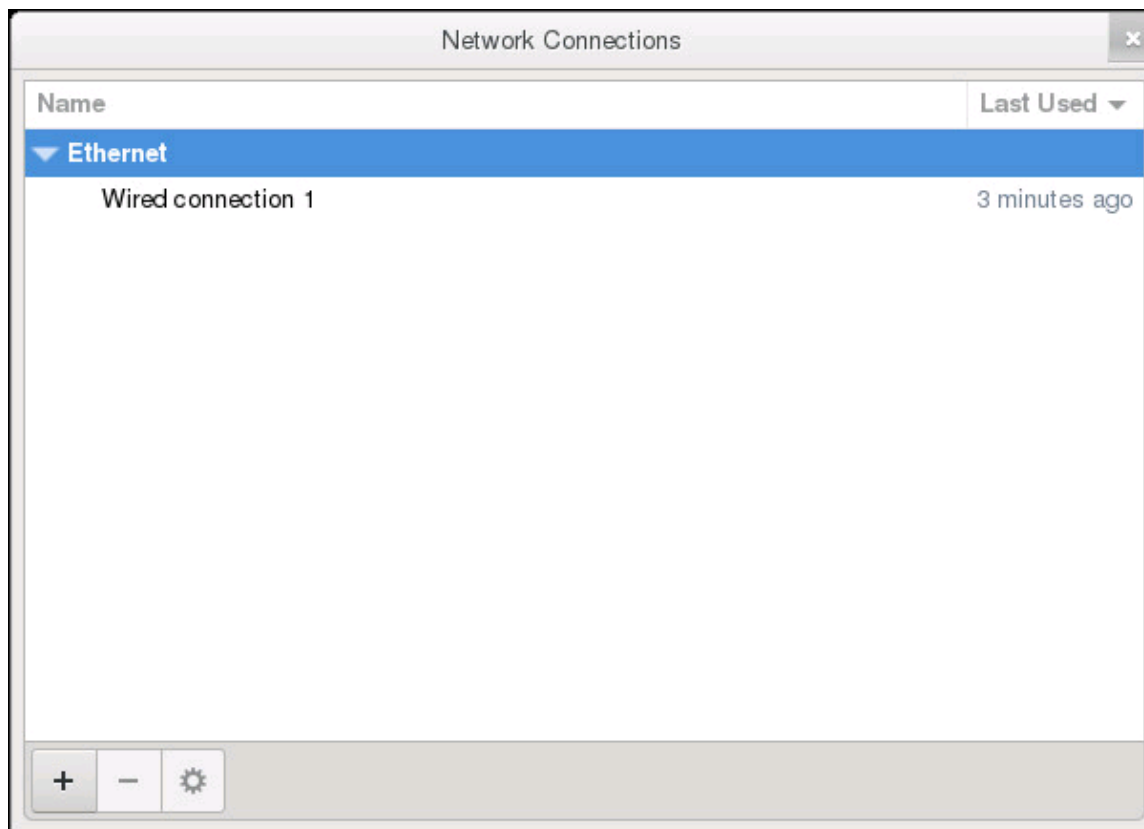 Network Connections
Name Last Used
Ethernet
Wired connection 1 3 minutes ago